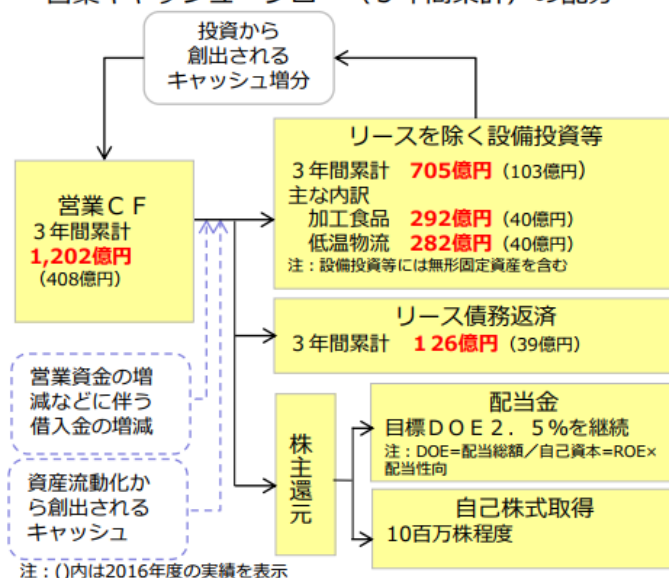 投資から
創出される
キャッシュ増分
リースを除く設備投資等
3年間累計 705億円(103億円)
主な内訳
加工食品 292億円(40億円)
低温物流 282億円(40億円)
注:設備投資等には無形固定資産を含む
営業CF
3年間累計
1,202億円
(408億円)
リース債務返済
3年間累計 126億円(39億円)
営業資金の増
減などに伴う
借入金の増減
資産流動化か
ら創出される
キャッシュ
株主還元
配当金
目標DOE2.5%を継続
注:DOE=配当総額/自己資本=ROE×
配当性向
自己株式取得
10百万株程度
注:()内は2016年度の実績を表示